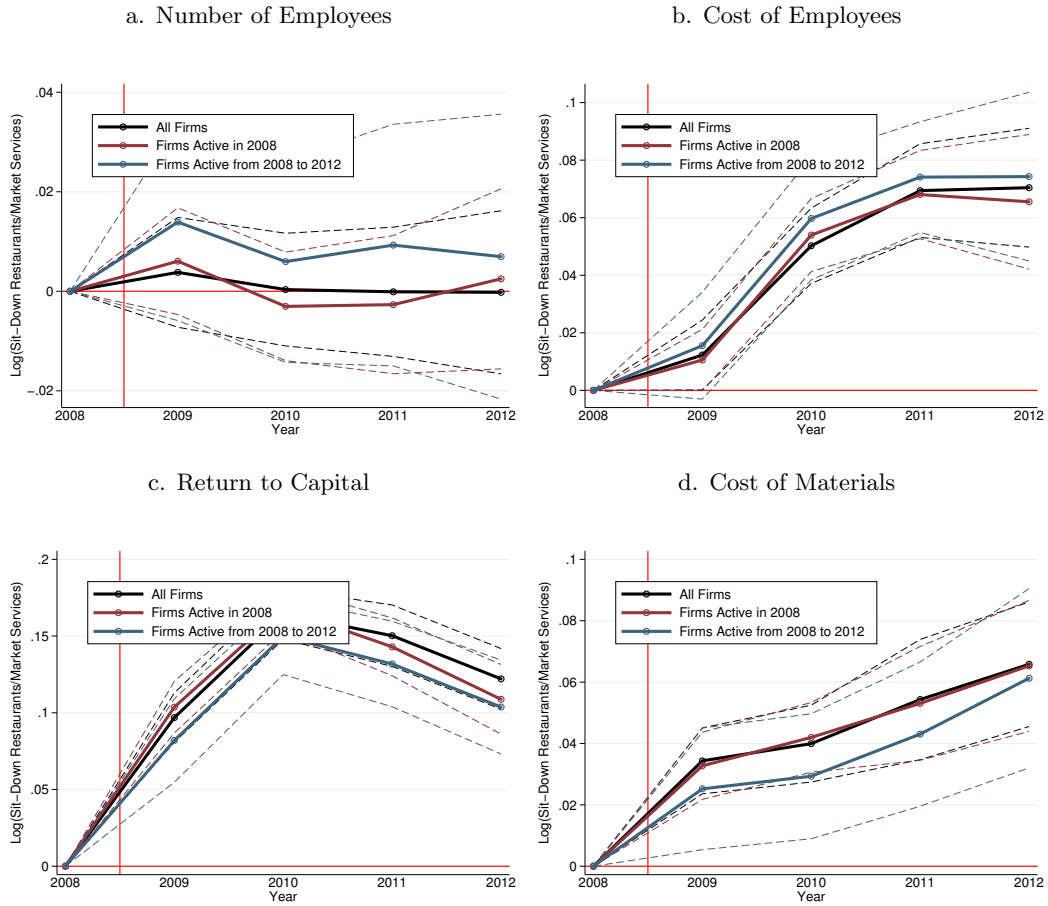 a. Number of Employees
Log(Sit−Down Restaurants/Market Services)
.04
.02
0
−.02
All Firms
Firms Active in 2008
Firms Active from 2008 to 2012
2008 2009 2010 2011 2012
Year
b. Cost of Employees
Log(Sit−Down Restaurants/Market Services)
.1
.08
.06
.04
.02
0
All Firms
Firms Active in 2008
Firms Active from 2008 to 2012
2008 2009 2010 2011 2012
Year
c. Return to Capital
Log(Sit−Down Restaurants/Market Services)
.2
.15
.1
.05
0
All Firms
Firms Active in 2008
Firms Active from 2008 to 2012
2008 2009 2010 2011 2012
Year
d. Cost of Materials
Log(Sit−Down Restaurants/Market Services)
.1
.08
.06
.04
.02
0
All Firms
Firms Active in 2008
Firms Active from 2008 to 2012
2008 2009 2010 2011 2012
Year